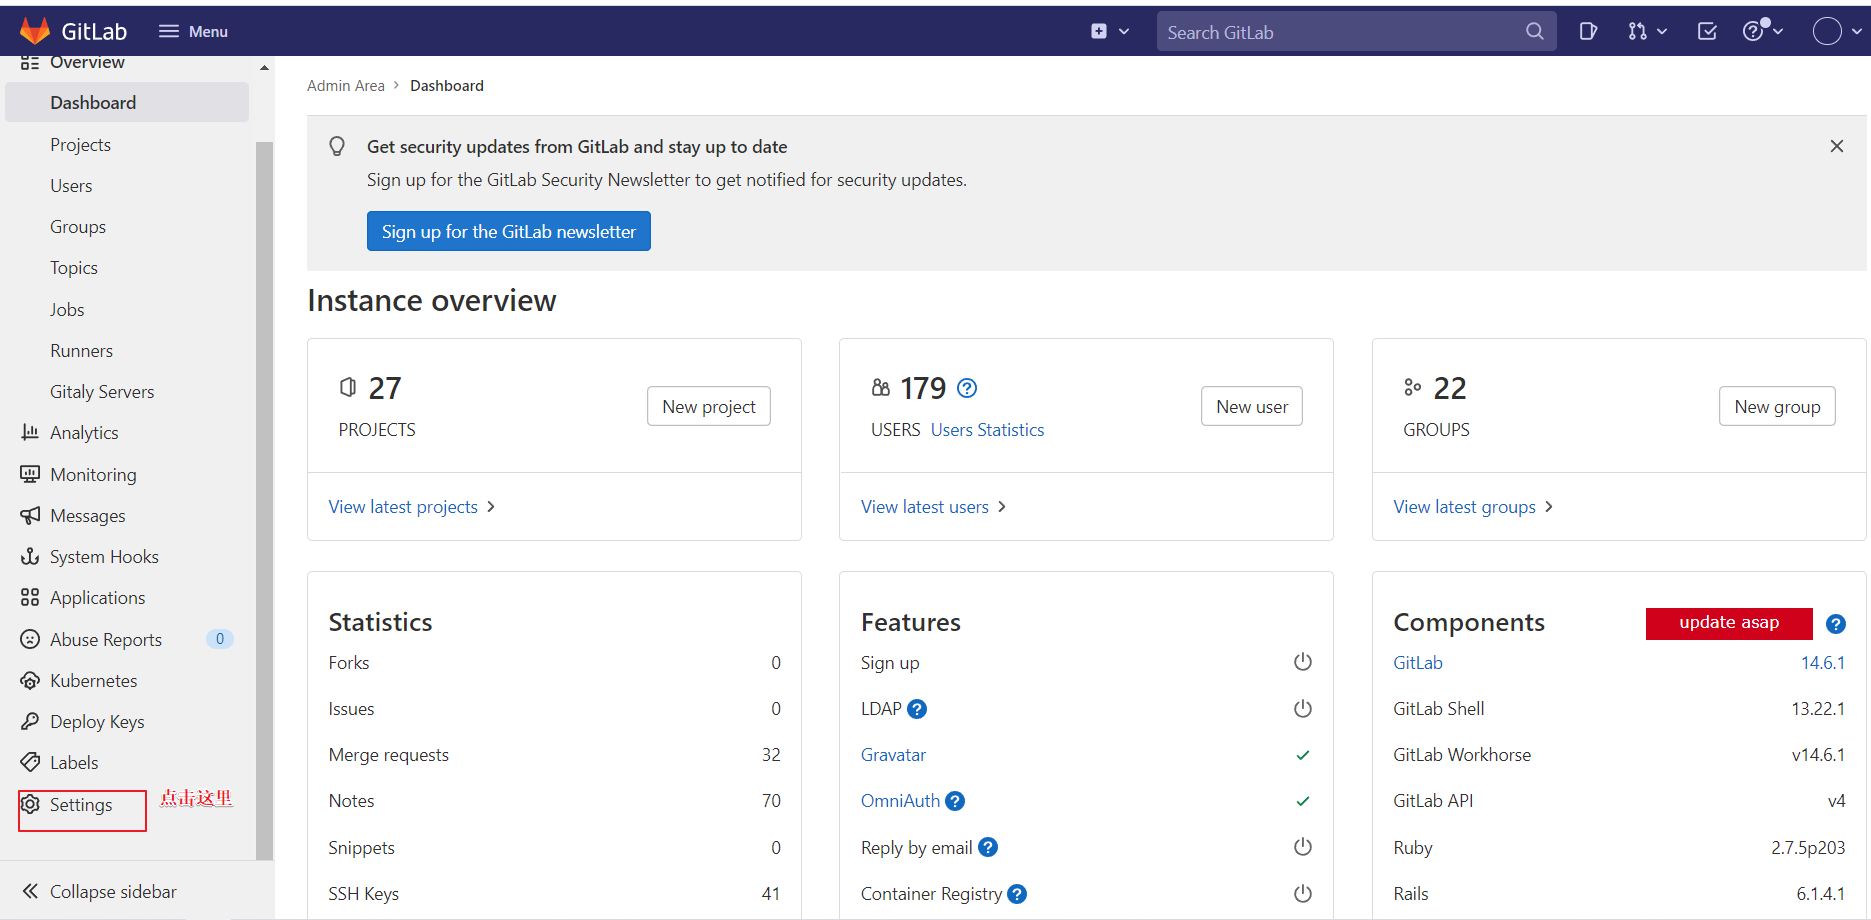 GitLab
Menu
Search GitLab
Overview
Dashboard
Projects
Users
Groups
Topics
Jobs
Runners
Gitaly Servers
Analytics
Monitoring
Messages
System Hooks
Applications
Abuse Reports 0
Kubernetes
Deploy Keys
Labels
Settings 点击这里
Collapse sidebar
Admin Area > Dashboard
Get security updates from GitLab and stay up to date
Sign up for the GitLab Security Newsletter to get notified for security updates.
Sign up for the GitLab newsletter
Instance overview
27
PROJECTS
New project
View latest projects >
179
USERS Users Statistics
New user
View latest users >
22
GROUPS
New group
View latest groups >
Statistics
Forks 0
Issues 0
Merge requests 32
Notes 70
Snippets 0
SSH Keys 41
Features
Sign up
LDAP
Gravatar
OmniAuth
Reply by email
Container Registry
Components update asap
GitLab 14.6.1
GitLab Shell 13.22.1
GitLab Workhorse v14.6.1
GitLab API v4
Ruby 2.7.5p203
Rails 6.1.4.1